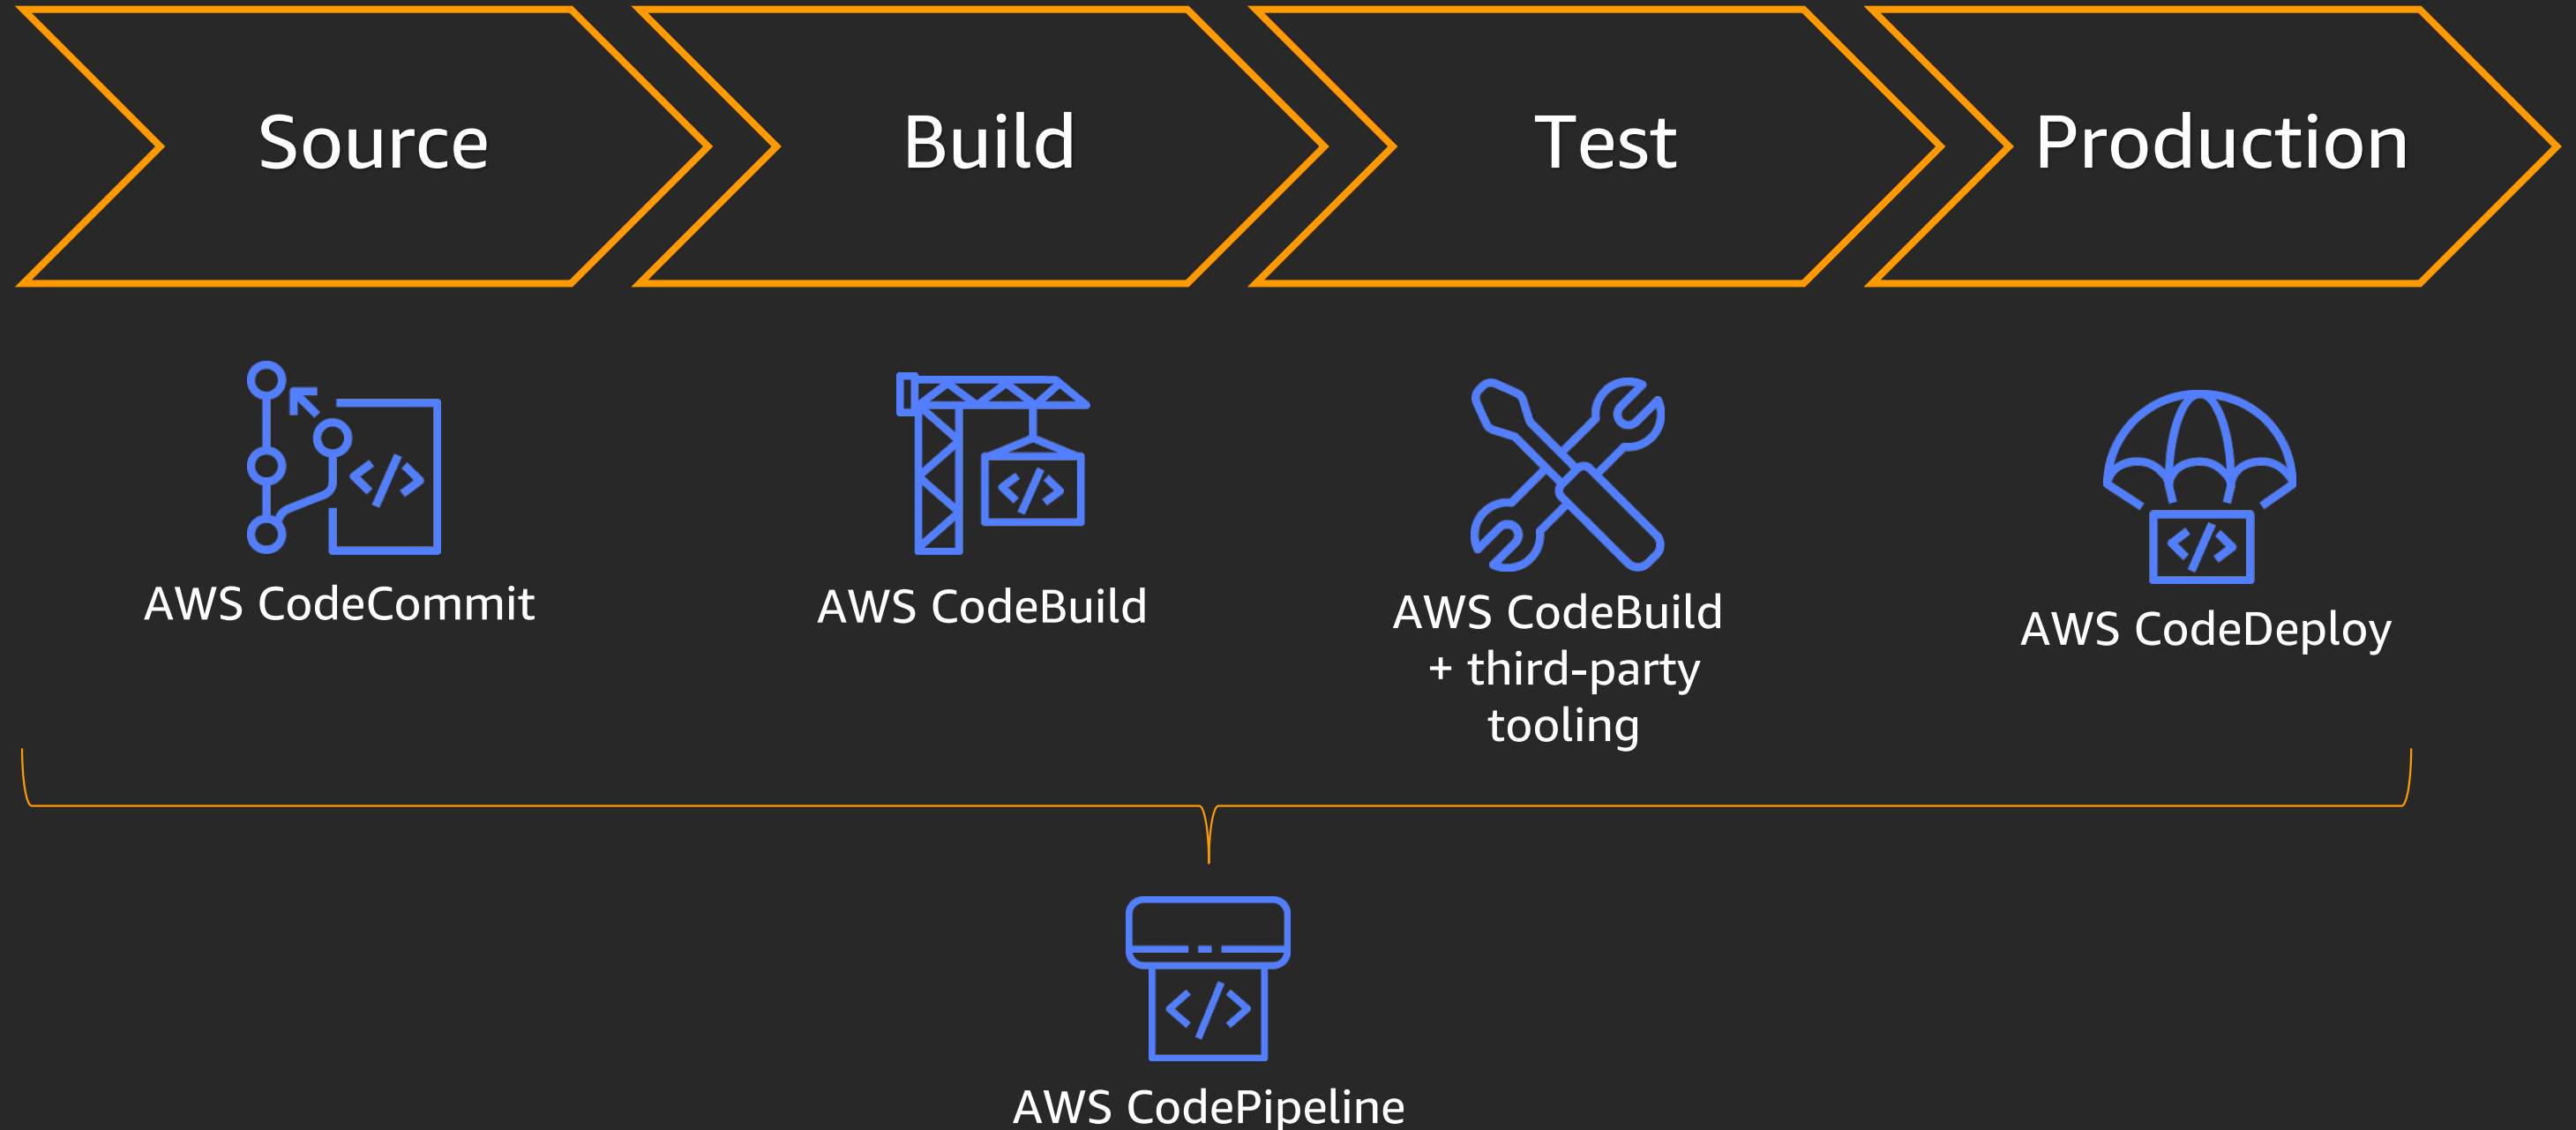 Source
Build
Test
Production
AWS CodeCommit
AWS CodeBuild
AWS CodeBuild
+ third-party
tooling
AWS CodeDeploy
AWS CodePipeline